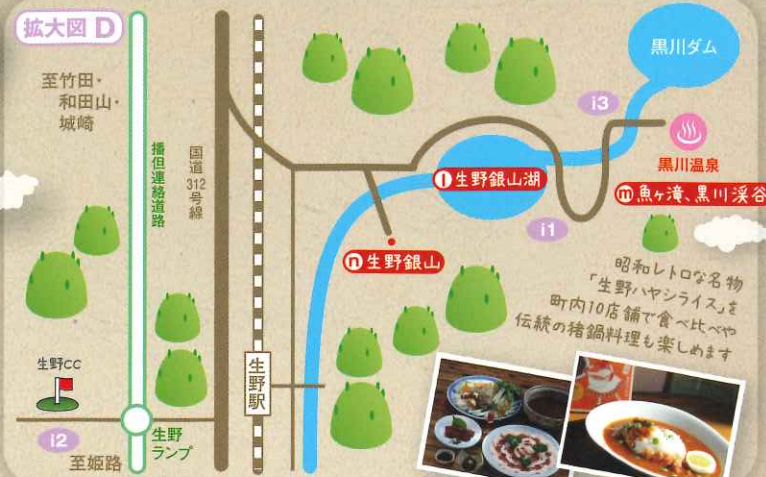 拡大図 D
至竹田・
和田山・
城崎
播但連絡道路
国道312号線
黒川ダム
i3
黒川温泉
l 生野銀山湖
m 魚ヶ滝、黒川渓谷
i1
n 生野銀山
昭和レトロな名物
「生野ハヤシライス」を
町内10店舗で食べ比べや
伝統の猪鍋料理も楽しめます
生野CC
生野駅
i2
生野
ランプ
至姫路